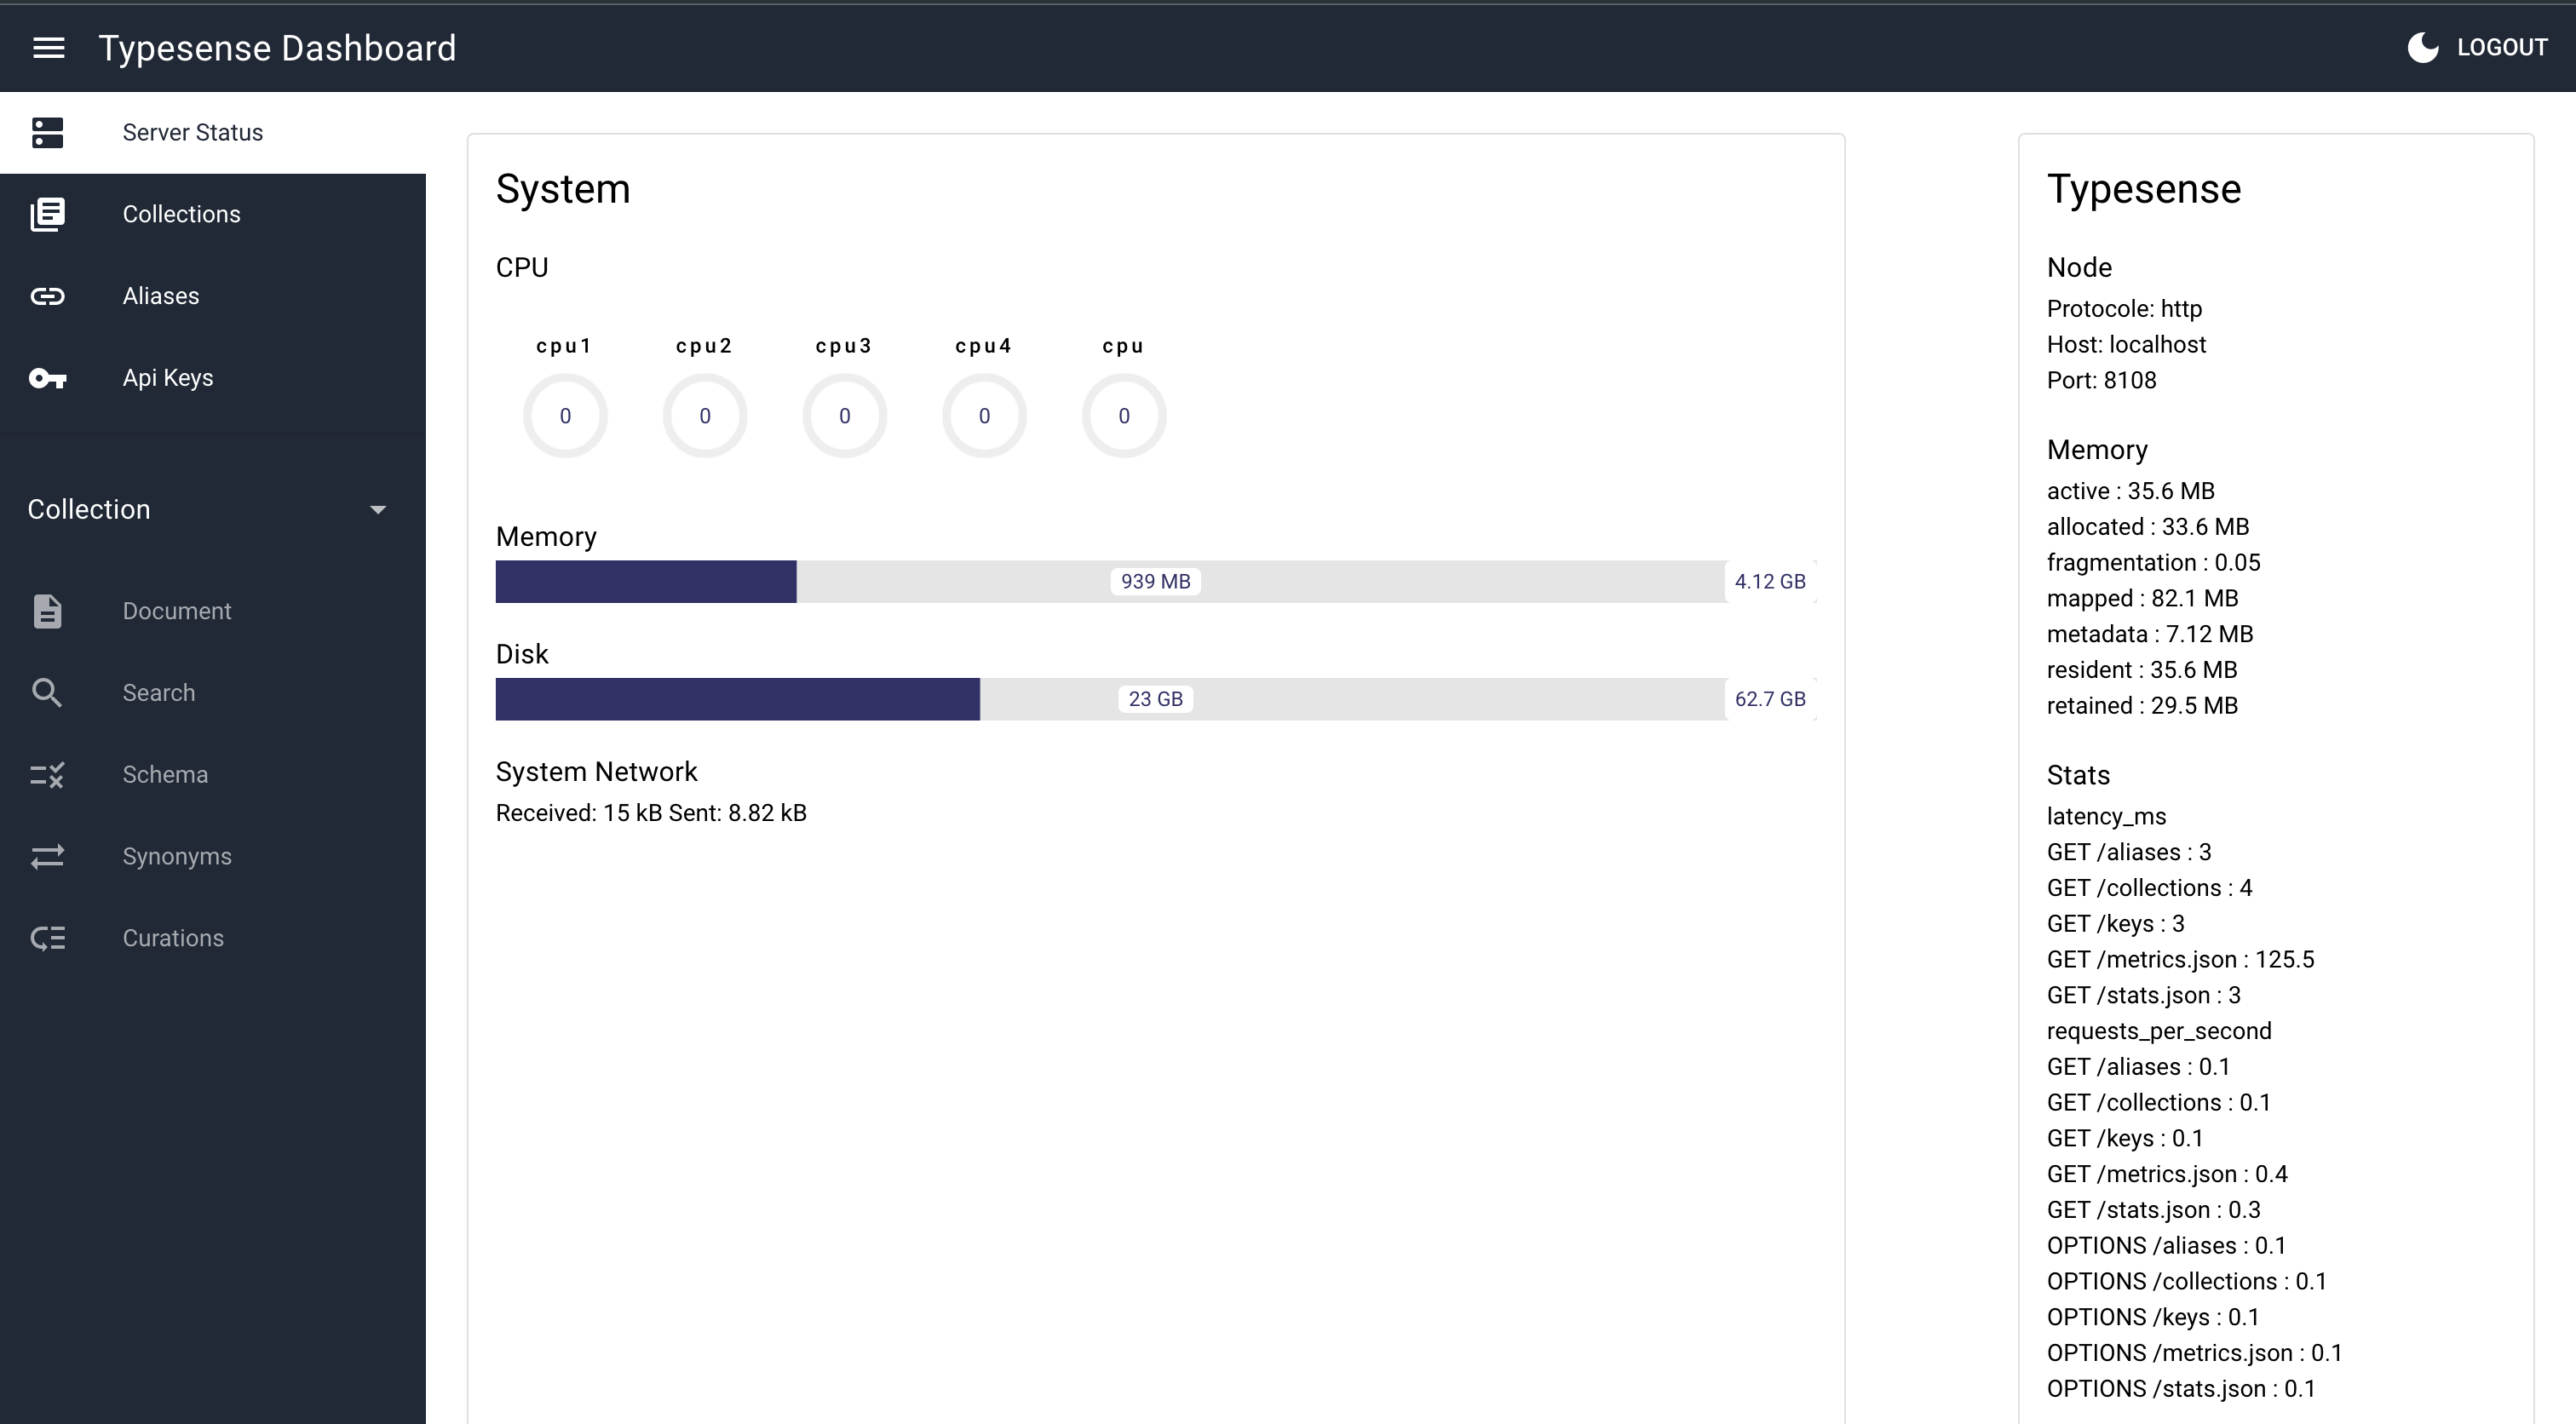 Typesense Dashboard
LOGOUT
Server Status
Collections
Aliases
Api Keys
Collection
Document
Search
Schema
Synonyms
Curations
System
CPU
cpu1 cpu2 cpu3 cpu4 cpu
0 0 0 0 0
Memory
939 MB 4.12 GB
Disk
23 GB 62.7 GB
System Network
Received: 15 kB Sent: 8.82 kB
Typesense
Node
Protocole: http
Host: localhost
Port: 8108
Memory
active : 35.6 MB
allocated : 33.6 MB
fragmentation : 0.05
mapped : 82.1 MB
metadata : 7.12 MB
resident : 35.6 MB
retained : 29.5 MB
Stats
latency_ms
GET /aliases : 3
GET /collections : 4
GET /keys : 3
GET /metrics.json : 125.5
GET /stats.json : 3
requests_per_second
GET /aliases : 0.1
GET /collections : 0.1
GET /keys : 0.1
GET /metrics.json : 0.4
GET /stats.json : 0.3
OPTIONS /aliases : 0.1
OPTIONS /collections : 0.1
OPTIONS /keys : 0.1
OPTIONS /metrics.json : 0.1
OPTIONS /stats.json : 0.1